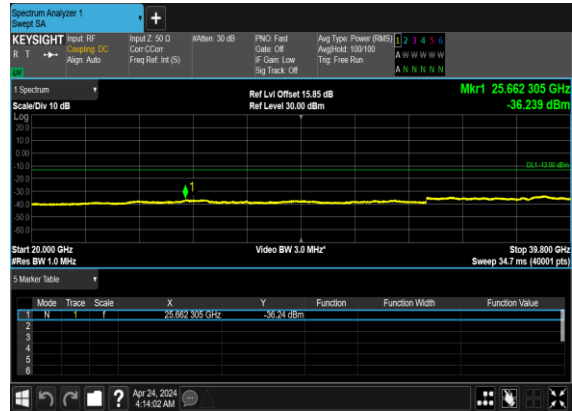 Spectrum Analyzer 1
Swept SA
+
KEYSIGHT Input: RF Input Z: 50 Ω #Atten: 30 dB PNO: Fast Avg Type: Power (RMS) 1 2 3 4 5 6
R T Coupling: DC Corr CCorr Gate: Off Avg|Hold: 100/100 A W W W W W
Align: Auto Freq Ref: Int (S) IF Gain: Low Trig: Free Run
LW Sig Track: Off A N N N N N
1 Spectrum Ref Lvl Offset 15.85 dB Mkr1 25.662 305 GHz
Scale/Div 10 dB Ref Level 30.00 dBm -36.239 dBm
Log
20.0
10.0
0.00
-10.0
DL1 -13.00 dBm
-20.0
-30.0
1
-40.0
-50.0
-60.0
Start 20.000 GHz Video BW 3.0 MHz* Stop 39.800 GHz
#Res BW 1.0 MHz Sweep 34.7 ms (40001 pts)
5 Marker Table
Mode Trace Scale X Y Function Function Width Function Value
1 N 1 f 25.662 305 GHz -36.24 dBm
2
3
4
5
6
? Apr 24, 2024
4:14:02 AM